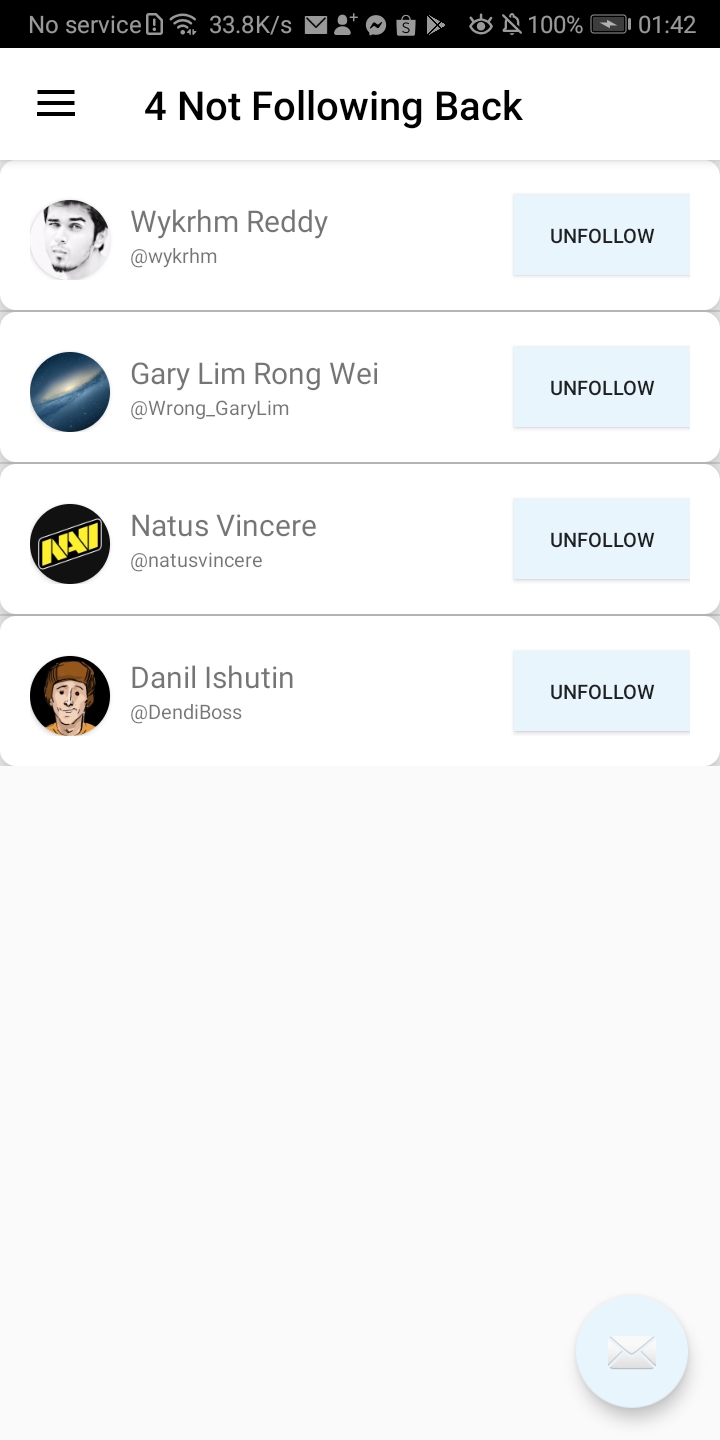 No service 33.8K/s 100% 01:42
4 Not Following Back
Wykrhm Reddy
@wykrhm
UNFOLLOW
Gary Lim Rong Wei
@Wrong_GaryLim
UNFOLLOW
NAVI
Natus Vincere
@natusvincere
UNFOLLOW
Danil Ishutin
@DendiBoss
UNFOLLOW